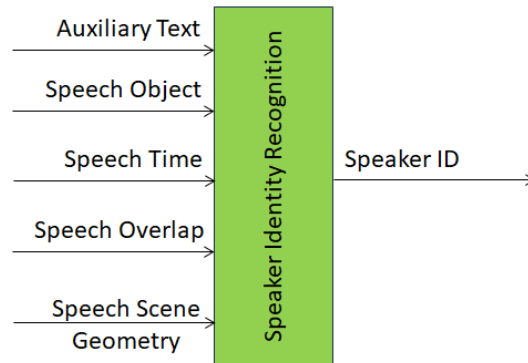 Auxiliary Text
Speech Object
Speech Time
Speech Overlap
Speech Scene
Geometry
Speaker Identity Recognition
Speaker ID